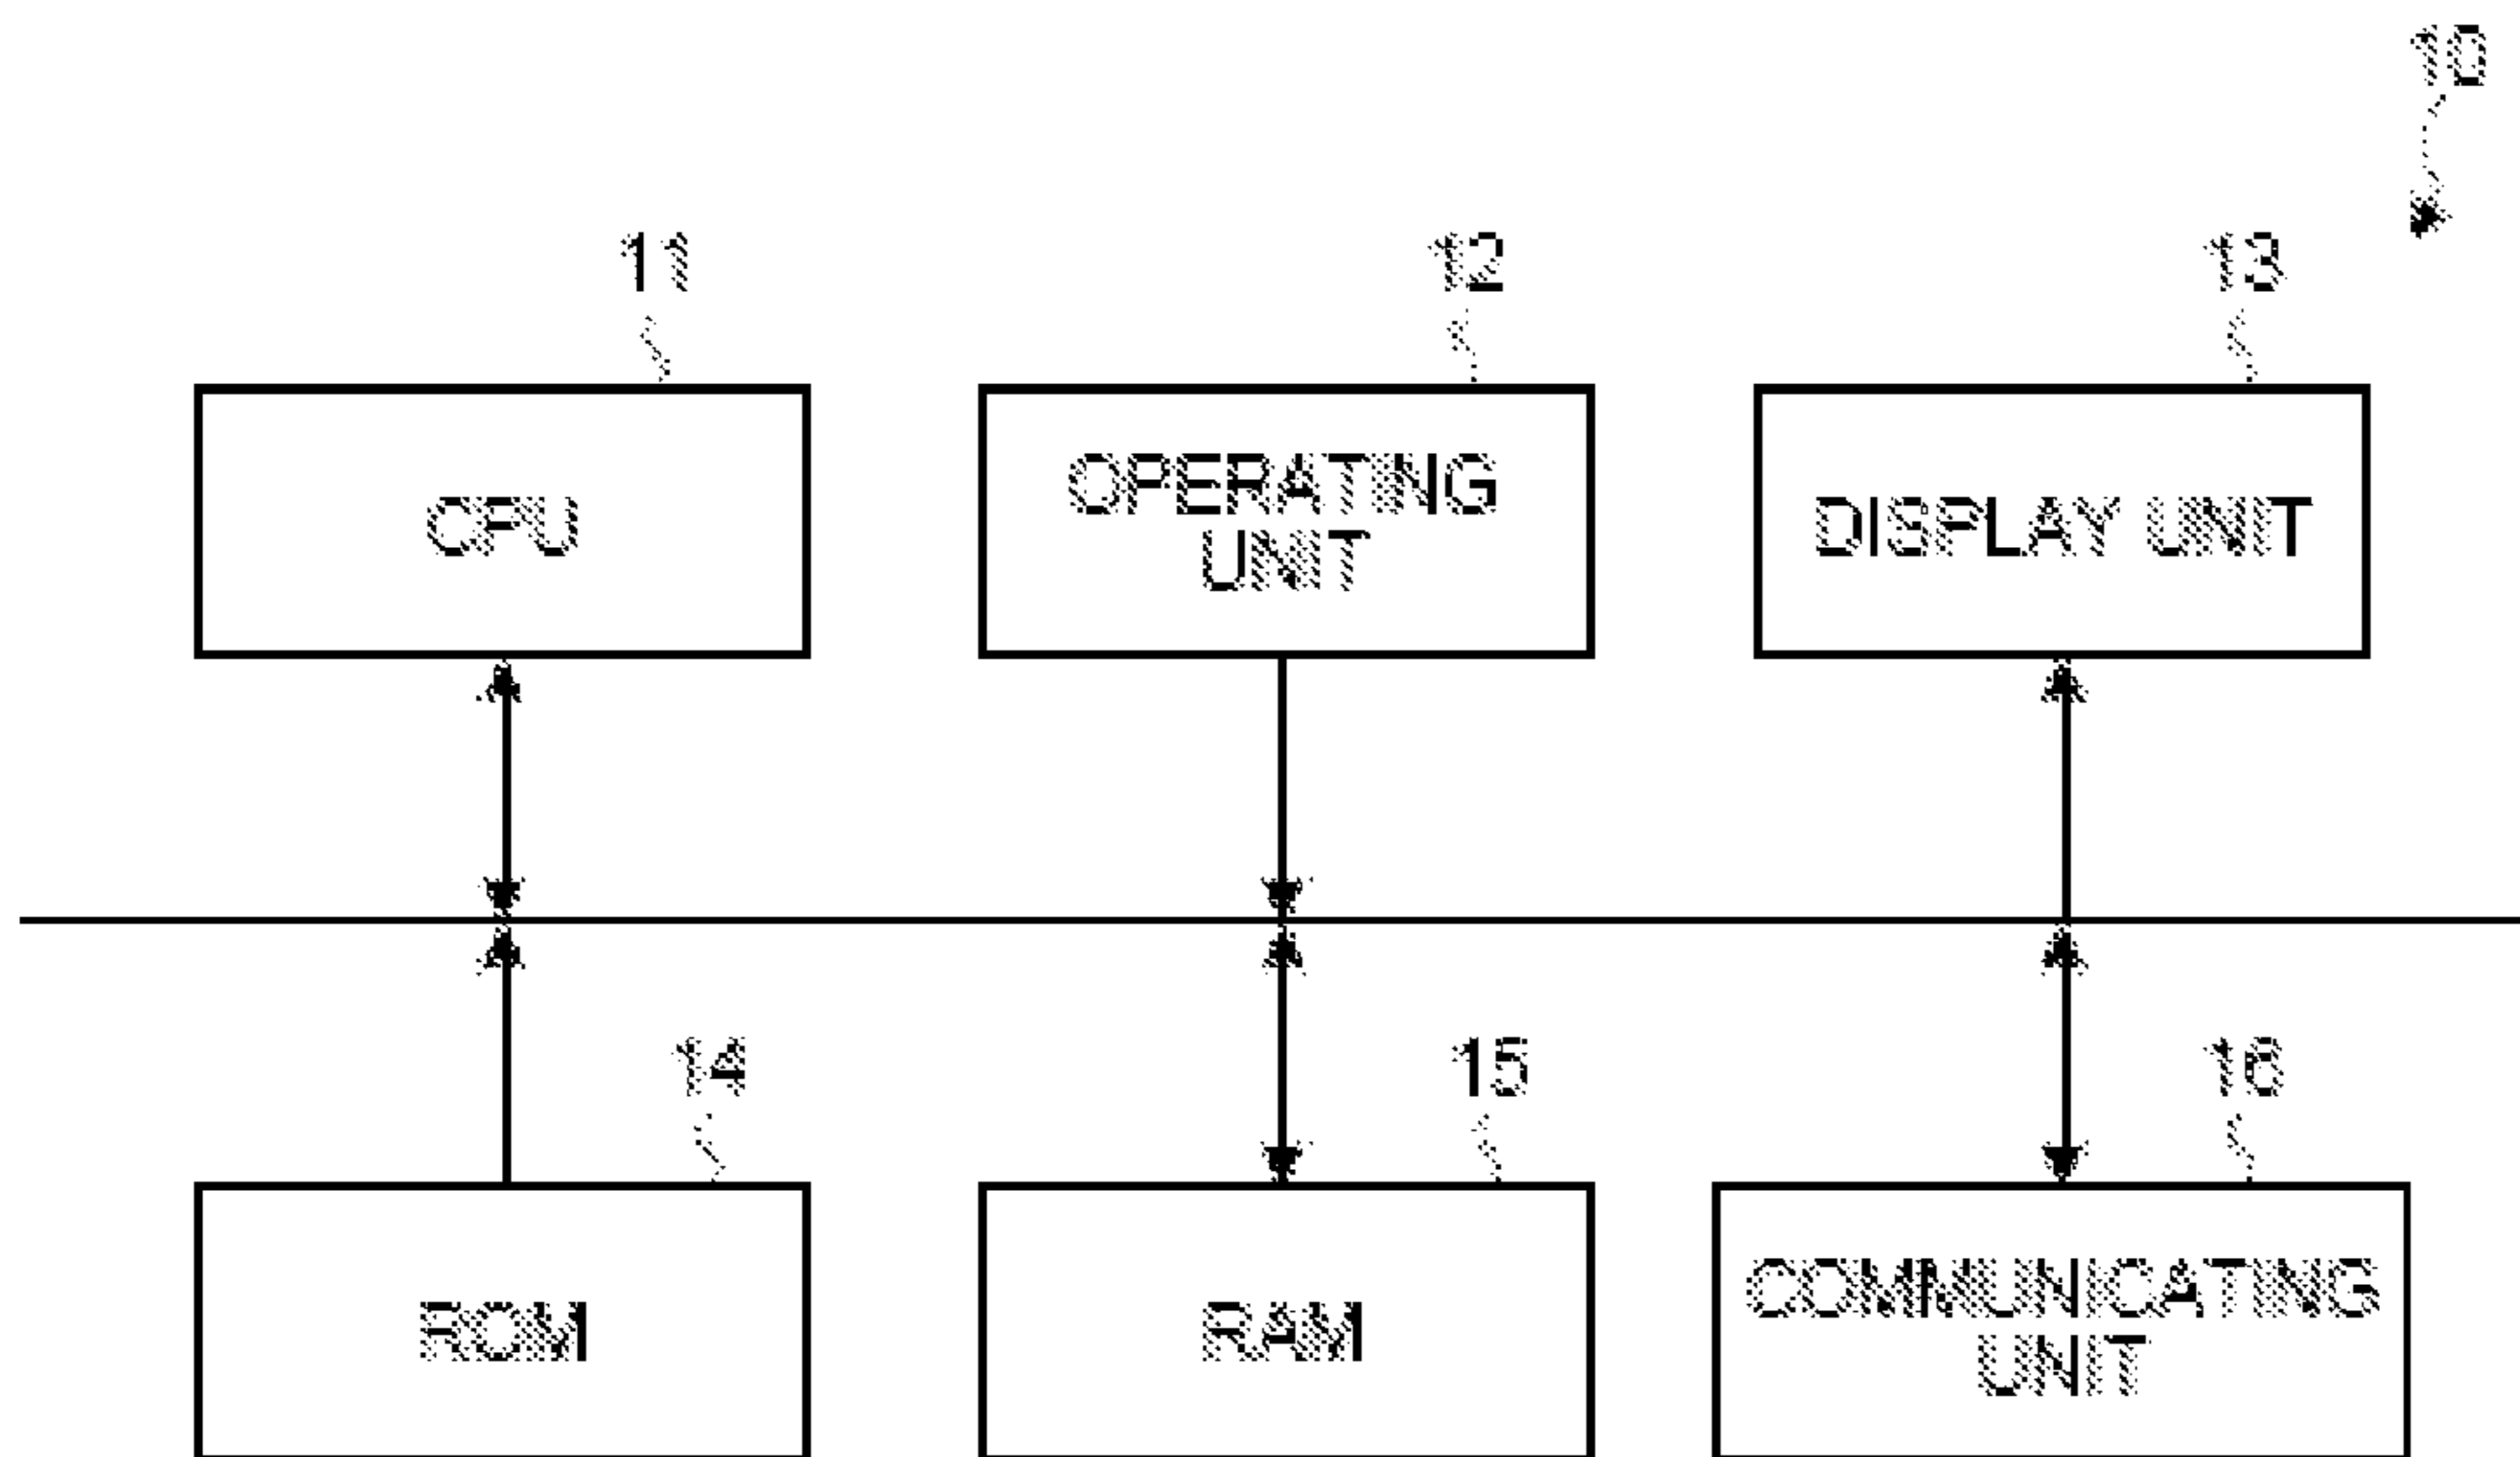 10
11
12
13
CPU
OPERATING
UNIT
DISPLAY UNIT
14
15
16
ROM
RAM
COMMUNICATING
UNIT